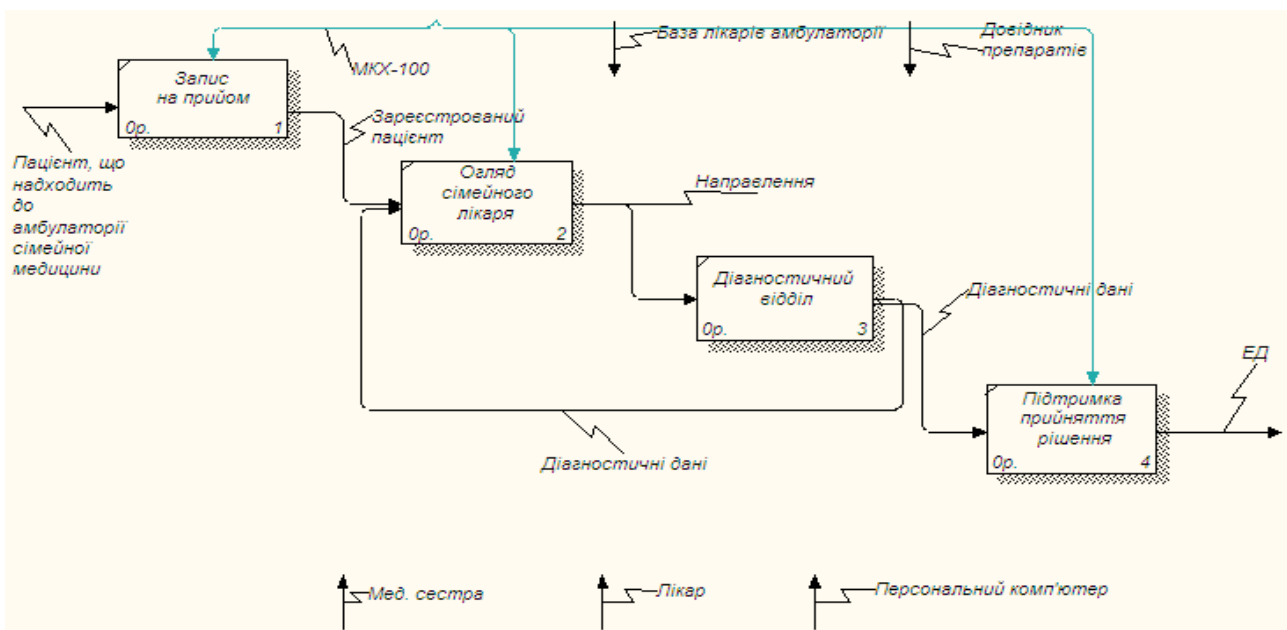 База лікарів амбулаторії
Довідник
препаратів
МКХ-100
Запис
на прийом
0р.
1
Зареєстрований
пацієнт
Пацієнт, що
надходить
до
амбулаторії
сімейної
медицини
Огляд
сімейного
лікаря
0р.
2
Направлення
Діагностичний
відділ
0р.
3
Діагностичні дані
ЕД
Підтримка
прийняття
рішення
0р.
4
Діагностичні дані
Мед. сестра
Лікар
Персональний комп'ютер